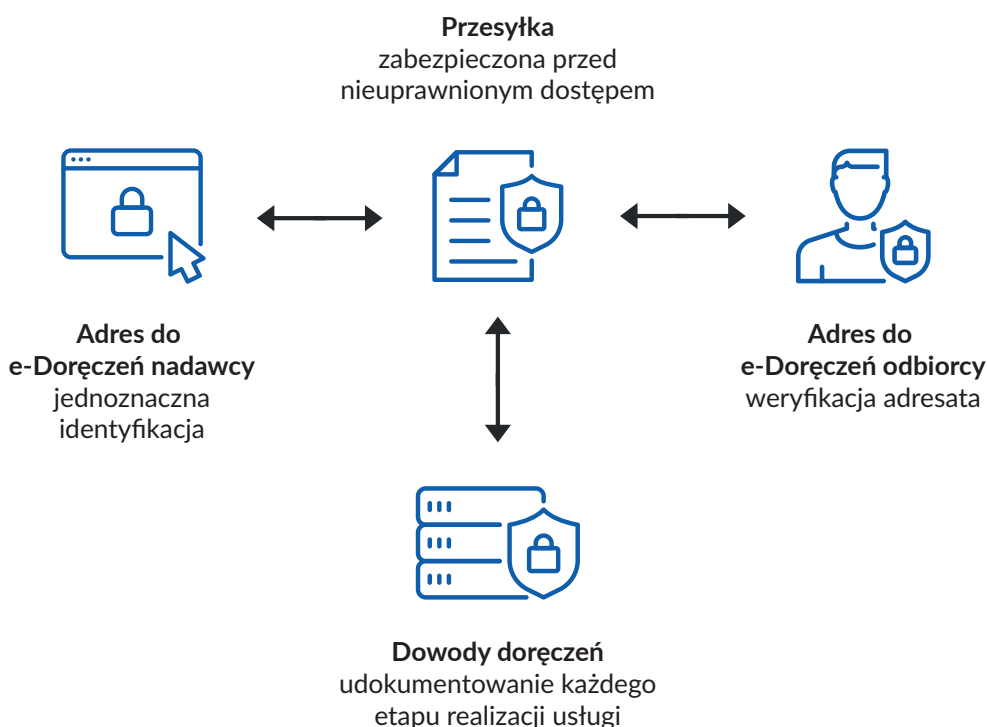 Przesyłka
zabezpieczona przed
nieuprawnionym dostępem
Adres do
e-Doręczeń nadawcy
jednoznaczna
identyfikacja
Adres do
e-Doręczeń odbiorcy
weryfikacja adresata
Dowody doręczeń
udokumentowanie każdego
etapu realizacji usługi